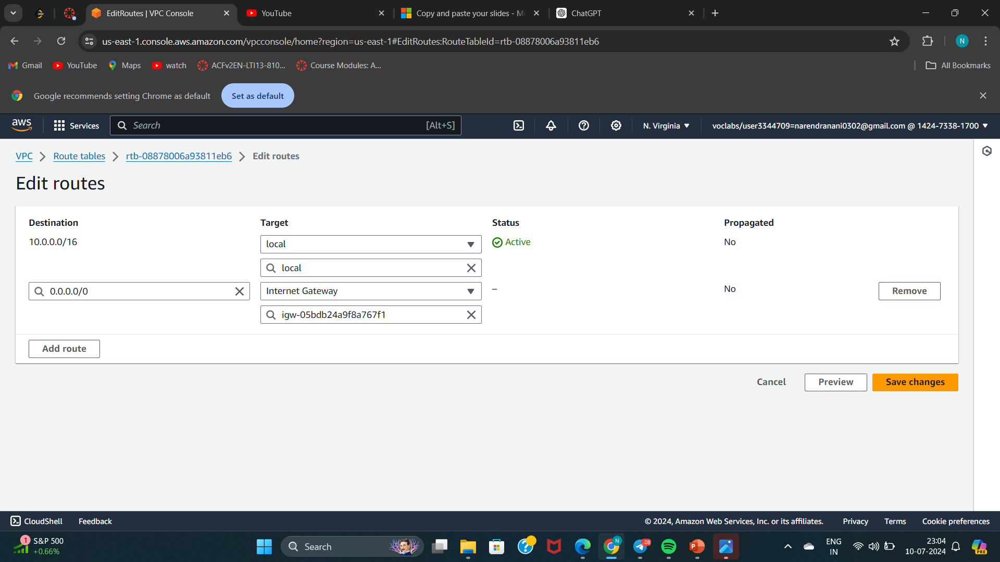 EditRoutes | VPC Console
YouTube
Copy and paste your slides - Mi
ChatGPT
us-east-1.console.aws.amazon.com/vpcconsole/home?region=us-east-1#EditRoutes:RouteTableId=rtb-08878006a93811eb6
N
Gmail
YouTube
Maps
watch
ACFv2EN-LTI13-810...
Course Modules: A...
All Bookmarks
Google recommends setting Chrome as default
Set as default
aws
Services
Search
[Alt+S]
N. Virginia
voclabs/user3344709=narendranani0302@gmail.com @ 1424-7338-1700
VPC
Route tables
rtb-08878006a93811eb6
Edit routes
Edit routes
Destination
Target
Status
Propagated
10.0.0.0/16
local
Active
No
local
0.0.0.0/0
Internet Gateway
–
No
Remove
igw-05bdb24a9f8a767f1
Add route
Cancel
Preview
Save changes
CloudShell
Feedback
© 2024, Amazon Web Services, Inc. or its affiliates.
Privacy
Terms
Cookie preferences
1
S&P 500
+0.66%
Search
N
.08
P
ENG
IN
23:04
10-07-2024
PRE